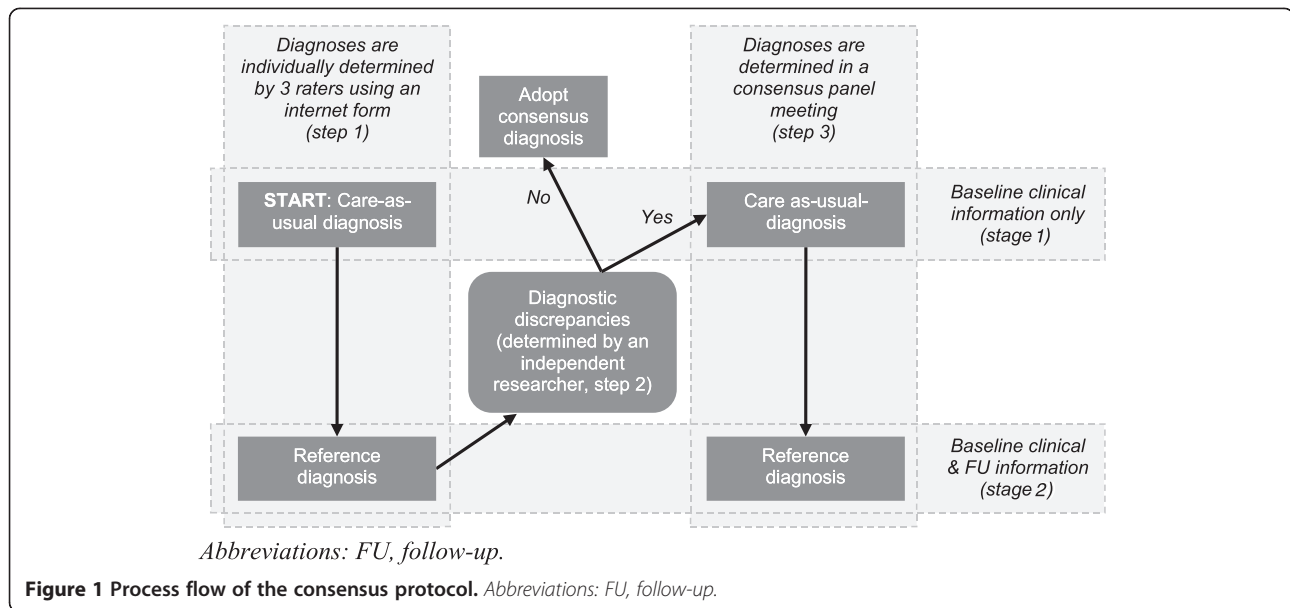 Diagnoses are
individually determined
by 3 raters using an
internet form
(step 1)
Adopt
consensus
diagnosis
Diagnoses are
determined in a
consensus panel
meeting
(step 3)
START: Care-as-
usual diagnosis
No
Yes
Care as-usual-
diagnosis
Baseline clinical
information only
(stage 1)
Diagnostic
discrepancies
(determined by an
independent
researcher, step 2)
Reference
diagnosis
Reference
diagnosis
Baseline clinical
& FU information
(stage 2)
Abbreviations: FU, follow-up.
Figure 1 Process flow of the consensus protocol. Abbreviations: FU, follow-up.